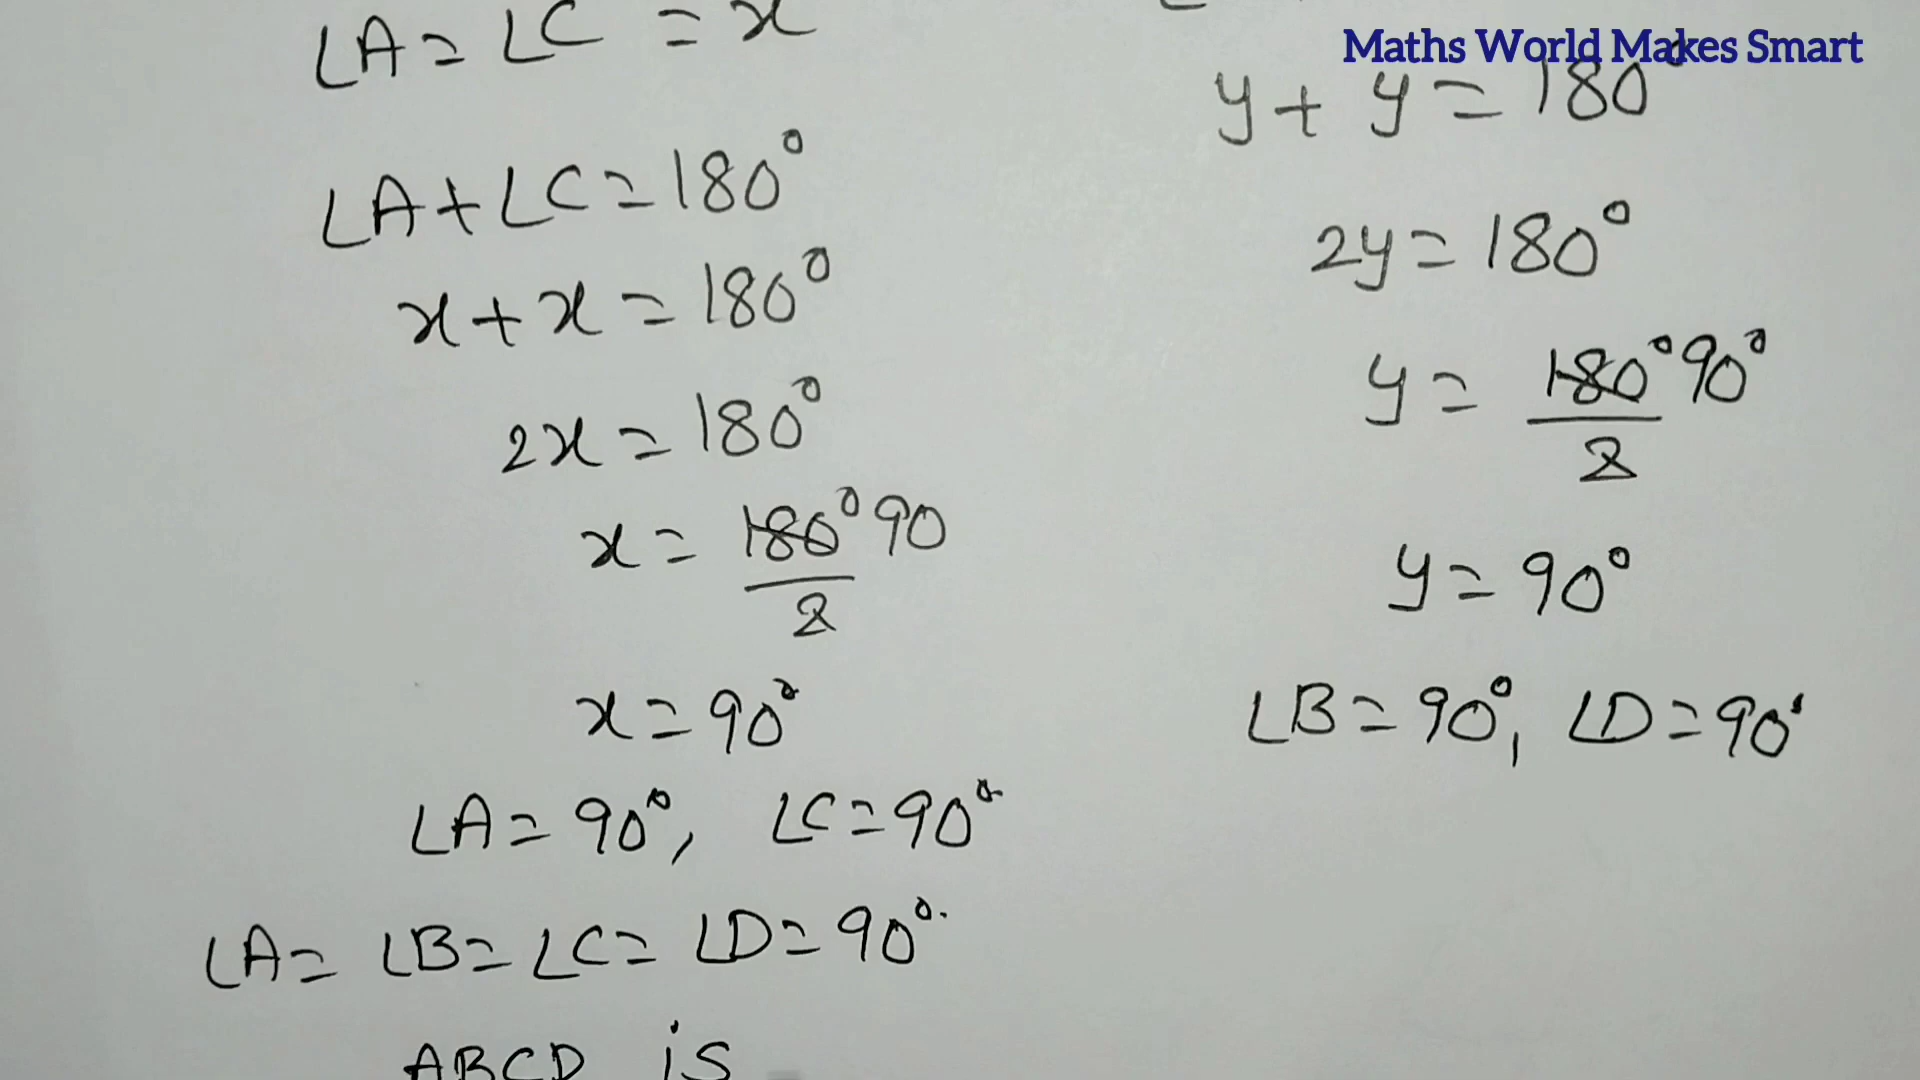 Maths World Makes Smart
∠A = ∠C = x
∠A + ∠C = 180°
x + x = 180°
2x = 180°
x = 180°/2 90
x = 90°
∠A = 90°, ∠C = 90°
∠A = ∠B = ∠C = ∠D = 90°.
ABCD is
y + y = 180°
2y = 180°
y = 180°/2 90°
y = 90°
∠B = 90°, ∠D = 90°